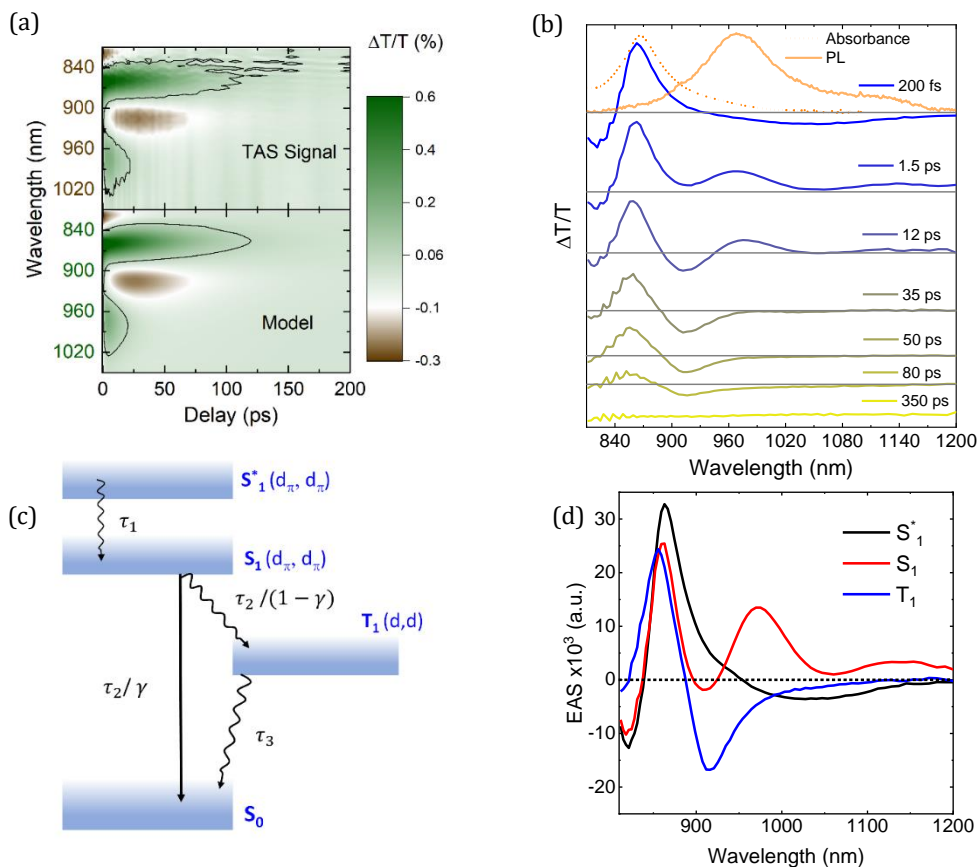 (a)
ΔT/T (%)
840
900
960
1020
TAS Signal
840
900
960
1020
Model
Wavelength (nm)
0 50 100 150 200
Delay (ps)
0.6
0.4
0.2
0.06
-0.1
-0.3
(b)
Absorbance
PL
200 fs
1.5 ps
12 ps
35 ps
50 ps
80 ps
350 ps
ΔT/T
840 900 960 1020 1080 1140 1200
Wavelength (nm)
(c)
S*₁ (dπ, dπ)
τ₁
S₁ (dπ, dπ)
τ₂ /(1 − γ)
T₁ (d,d)
τ₂/ γ
τ₃
S₀
(d)
S*₁
S₁
T₁
EAS x10³ (a.u.)
30
20
10
0
-10
-20
900 1000 1100 1200
Wavelength (nm)